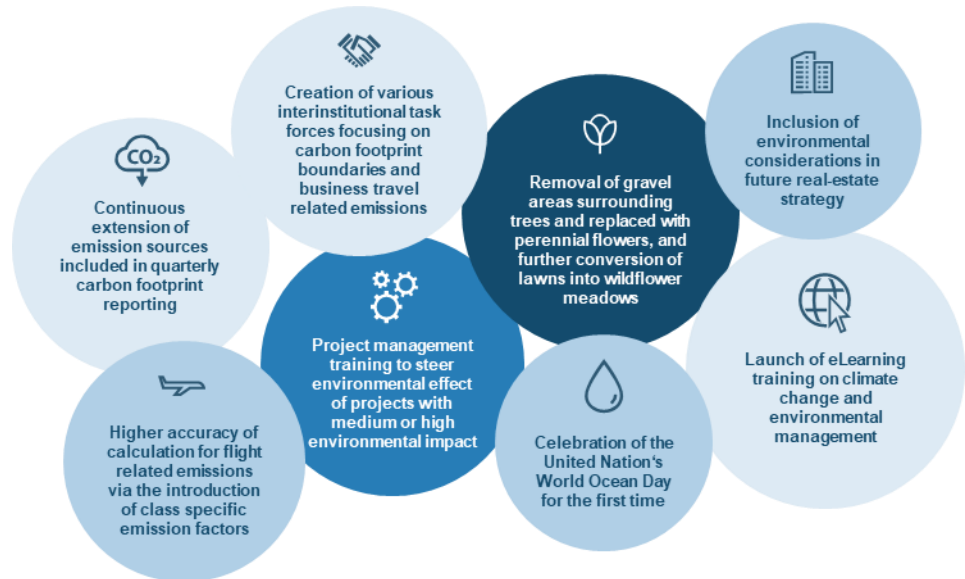 Creation of various
interinstitutional task
forces focusing on
carbon footprint
boundaries and
business travel
related emissions
Inclusion of
environmental
considerations in
future real-estate
strategy
CO₂
Continuous
extension of
emission sources
included in quarterly
carbon footprint
reporting
Removal of gravel
areas surrounding
trees and replaced with
perennial flowers, and
further conversion of
lawns into wildflower
meadows
Project management
training to steer
environmental effect
of projects with
medium or high
environmental impact
Launch of eLearning
training on climate
change and
environmental
management
Higher accuracy of
calculation for flight
related emissions
via the introduction
of class specific
emission factors
Celebration of the
United Nation‘s
World Ocean Day
for the first time